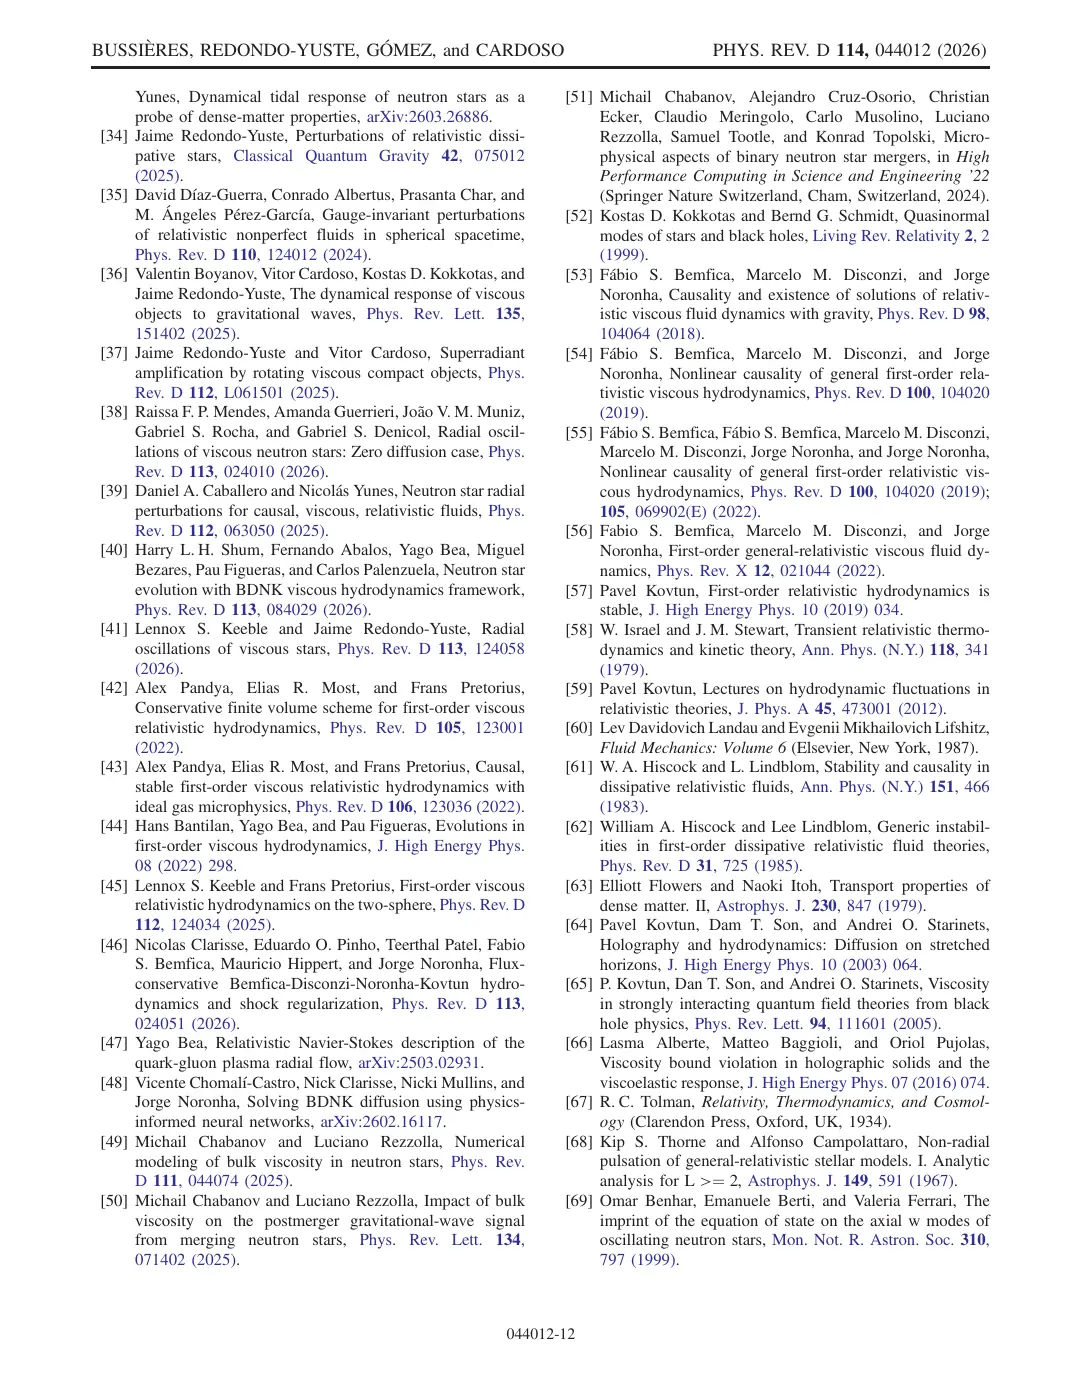 BUSSIÈRES, REDONDO-YUSTE, GÓMEZ, and CARDOSO
PHYS. REV. D 114, 044012 (2026)
Yunes, Dynamical tidal response of neutron stars as a
probe of dense-matter properties, arXiv:2603.26886.
[34] Jaime Redondo-Yuste, Perturbations of relativistic dissi-
pative stars, Classical Quantum Gravity 42, 075012
(2025).
[35] David Díaz-Guerra, Conrado Albertus, Prasanta Char, and
M. Ángeles Pérez-García, Gauge-invariant perturbations
of relativistic nonperfect fluids in spherical spacetime,
Phys. Rev. D 110, 124012 (2024).
[36] Valentin Boyanov, Vitor Cardoso, Kostas D. Kokkotas, and
Jaime Redondo-Yuste, The dynamical response of viscous
objects to gravitational waves, Phys. Rev. Lett. 135,
151402 (2025).
[37] Jaime Redondo-Yuste and Vitor Cardoso, Superradiant
amplification by rotating viscous compact objects, Phys.
Rev. D 112, L061501 (2025).
[38] Raissa F. P. Mendes, Amanda Guerrieri, João V. M. Muniz,
Gabriel S. Rocha, and Gabriel S. Denicol, Radial oscil-
lations of viscous neutron stars: Zero diffusion case, Phys.
Rev. D 113, 024010 (2026).
[39] Daniel A. Caballero and Nicolás Yunes, Neutron star radial
perturbations for causal, viscous, relativistic fluids, Phys.
Rev. D 112, 063050 (2025).
[40] Harry L. H. Shum, Fernando Abalos, Yago Bea, Miguel
Bezares, Pau Figueras, and Carlos Palenzuela, Neutron star
evolution with BDNK viscous hydrodynamics framework,
Phys. Rev. D 113, 084029 (2026).
[41] Lennox S. Keeble and Jaime Redondo-Yuste, Radial
oscillations of viscous stars, Phys. Rev. D 113, 124058
(2026).
[42] Alex Pandya, Elias R. Most, and Frans Pretorius,
Conservative finite volume scheme for first-order viscous
relativistic hydrodynamics, Phys. Rev. D 105, 123001
(2022).
[43] Alex Pandya, Elias R. Most, and Frans Pretorius, Causal,
stable first-order viscous relativistic hydrodynamics with
ideal gas microphysics, Phys. Rev. D 106, 123036 (2022).
[44] Hans Bantilan, Yago Bea, and Pau Figueras, Evolutions in
first-order viscous hydrodynamics, J. High Energy Phys.
08 (2022) 298.
[45] Lennox S. Keeble and Frans Pretorius, First-order viscous
relativistic hydrodynamics on the two-sphere, Phys. Rev. D
112, 124034 (2025).
[46] Nicolas Clarisse, Eduardo O. Pinho, Teerthal Patel, Fabio
S. Bemfica, Mauricio Hippert, and Jorge Noronha, Flux-
conservative Bemfica-Disconzi-Noronha-Kovtun hydro-
dynamics and shock regularization, Phys. Rev. D 113,
024051 (2026).
[47] Yago Bea, Relativistic Navier-Stokes description of the
quark-gluon plasma radial flow, arXiv:2503.02931.
[48] Vicente Chomalí-Castro, Nick Clarisse, Nicki Mullins, and
Jorge Noronha, Solving BDNK diffusion using physics-
informed neural networks, arXiv:2602.16117.
[49] Michail Chabanov and Luciano Rezzolla, Numerical
modeling of bulk viscosity in neutron stars, Phys. Rev.
D 111, 044074 (2025).
[50] Michail Chabanov and Luciano Rezzolla, Impact of bulk
viscosity on the postmerger gravitational-wave signal
from merging neutron stars, Phys. Rev. Lett. 134,
071402 (2025).
[51] Michail Chabanov, Alejandro Cruz-Osorio, Christian
Ecker, Claudio Meringolo, Carlo Musolino, Luciano
Rezzolla, Samuel Tootle, and Konrad Topolski, Micro-
physical aspects of binary neutron star mergers, in High
Performance Computing in Science and Engineering ’22
(Springer Nature Switzerland, Cham, Switzerland, 2024).
[52] Kostas D. Kokkotas and Bernd G. Schmidt, Quasinormal
modes of stars and black holes, Living Rev. Relativity 2, 2
(1999).
[53] Fábio S. Bemfica, Marcelo M. Disconzi, and Jorge
Noronha, Causality and existence of solutions of relativ-
istic viscous fluid dynamics with gravity, Phys. Rev. D 98,
104064 (2018).
[54] Fábio S. Bemfica, Marcelo M. Disconzi, and Jorge
Noronha, Nonlinear causality of general first-order rela-
tivistic viscous hydrodynamics, Phys. Rev. D 100, 104020
(2019).
[55] Fábio S. Bemfica, Fábio S. Bemfica, Marcelo M. Disconzi,
Marcelo M. Disconzi, Jorge Noronha, and Jorge Noronha,
Nonlinear causality of general first-order relativistic vis-
cous hydrodynamics, Phys. Rev. D 100, 104020 (2019);
105, 069902(E) (2022).
[56] Fabio S. Bemfica, Marcelo M. Disconzi, and Jorge
Noronha, First-order general-relativistic viscous fluid dy-
namics, Phys. Rev. X 12, 021044 (2022).
[57] Pavel Kovtun, First-order relativistic hydrodynamics is
stable, J. High Energy Phys. 10 (2019) 034.
[58] W. Israel and J. M. Stewart, Transient relativistic thermo-
dynamics and kinetic theory, Ann. Phys. (N.Y.) 118, 341
(1979).
[59] Pavel Kovtun, Lectures on hydrodynamic fluctuations in
relativistic theories, J. Phys. A 45, 473001 (2012).
[60] Lev Davidovich Landau and Evgenii Mikhailovich Lifshitz,
Fluid Mechanics: Volume 6 (Elsevier, New York, 1987).
[61] W. A. Hiscock and L. Lindblom, Stability and causality in
dissipative relativistic fluids, Ann. Phys. (N.Y.) 151, 466
(1983).
[62] William A. Hiscock and Lee Lindblom, Generic instabil-
ities in first-order dissipative relativistic fluid theories,
Phys. Rev. D 31, 725 (1985).
[63] Elliott Flowers and Naoki Itoh, Transport properties of
dense matter. II, Astrophys. J. 230, 847 (1979).
[64] Pavel Kovtun, Dam T. Son, and Andrei O. Starinets,
Holography and hydrodynamics: Diffusion on stretched
horizons, J. High Energy Phys. 10 (2003) 064.
[65] P. Kovtun, Dan T. Son, and Andrei O. Starinets, Viscosity
in strongly interacting quantum field theories from black
hole physics, Phys. Rev. Lett. 94, 111601 (2005).
[66] Lasma Alberte, Matteo Baggioli, and Oriol Pujolas,
Viscosity bound violation in holographic solids and the
viscoelastic response, J. High Energy Phys. 07 (2016) 074.
[67] R. C. Tolman, Relativity, Thermodynamics, and Cosmol-
ogy (Clarendon Press, Oxford, UK, 1934).
[68] Kip S. Thorne and Alfonso Campolattaro, Non-radial
pulsation of general-relativistic stellar models. I. Analytic
analysis for L >= 2, Astrophys. J. 149, 591 (1967).
[69] Omar Benhar, Emanuele Berti, and Valeria Ferrari, The
imprint of the equation of state on the axial w modes of
oscillating neutron stars, Mon. Not. R. Astron. Soc. 310,
797 (1999).
044012-12